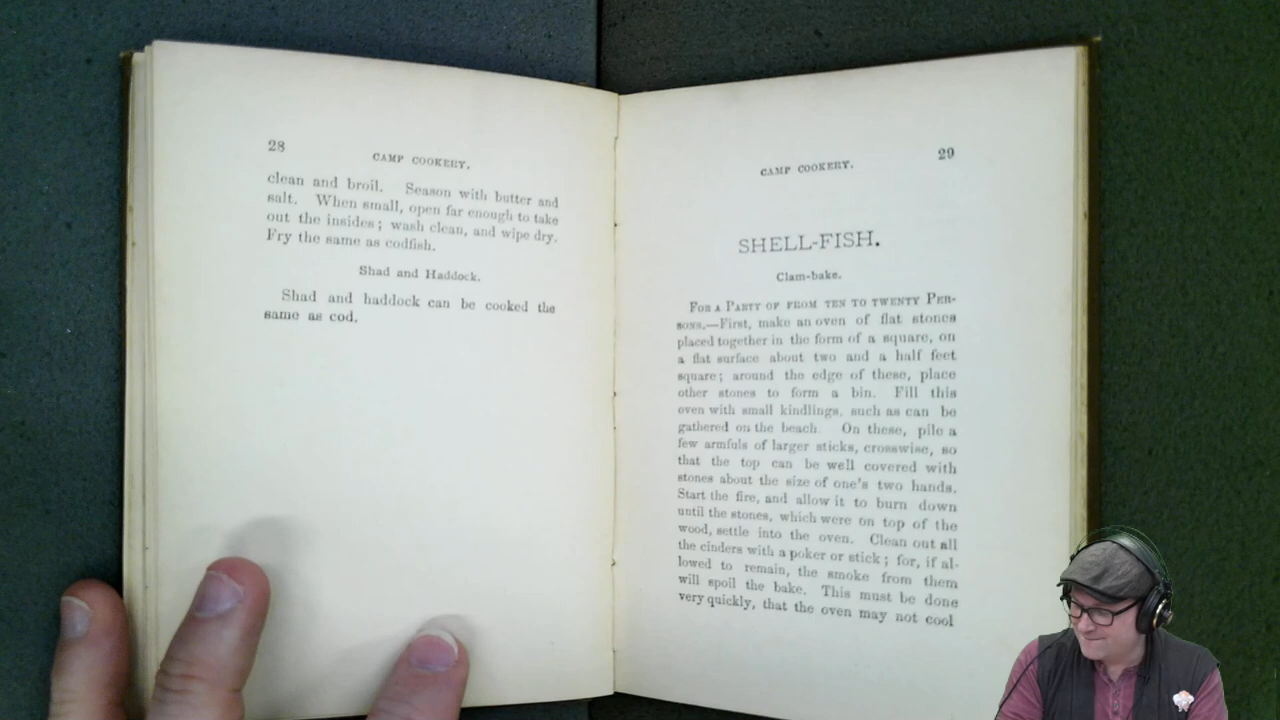 28
CAMP COOKERY.
clean and broil. Season with butter and
salt. When small, open far enough to take
out the insides; wash clean, and wipe dry.
Fry the same as codfish.
Shad and Haddock.
Shad and haddock can be cooked the
same as cod.
CAMP COOKERY.
29
SHELL-FISH.
Clam-bake.
FOR A PARTY OF FROM TEN TO TWENTY PER-
SONS.—First, make an oven of flat stones
placed together in the form of a square, on
a flat surface about two and a half feet
square; around the edge of these, place
other stones to form a bin. Fill this
oven with small kindlings, such as can be
gathered on the beach. On these, pile a
few armfuls of larger sticks, crosswise, so
that the top can be well covered with
stones about the size of one's two hands.
Start the fire, and allow it to burn down
until the stones, which were on top of the
wood, settle into the oven. Clean out all
the cinders with a poker or stick; for, if al-
lowed to remain, the smoke from them
will spoil the bake. This must be done
very quickly, that the oven may not cool